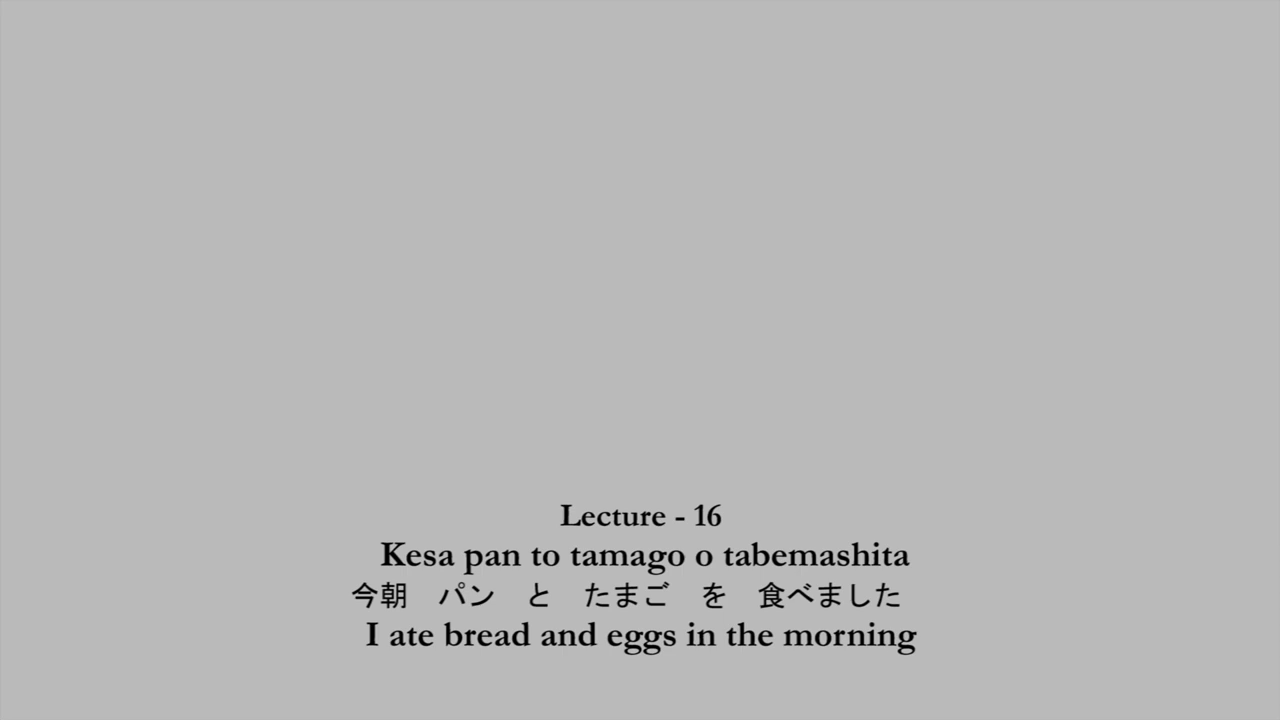 Lecture - 16
Kesa pan to tamago o tabemashita
今朝　パン　と　たまご　を　食べました
I ate bread and eggs in the morning